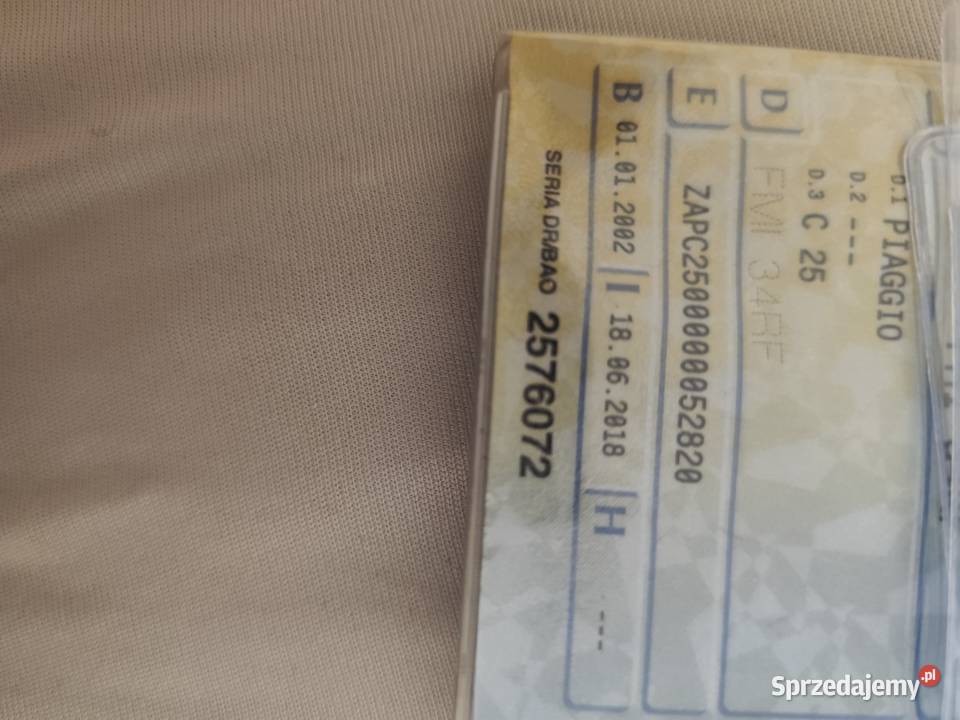 D.1 PIAGGIO
D.2 ---
D.3 C 25
D FMI 34RF
E ZAPC2500000052820
B 01.01.2002 I 18.06.2018 H ---
SERIA DR/BAO 2576072
Sprzedajemy.pl